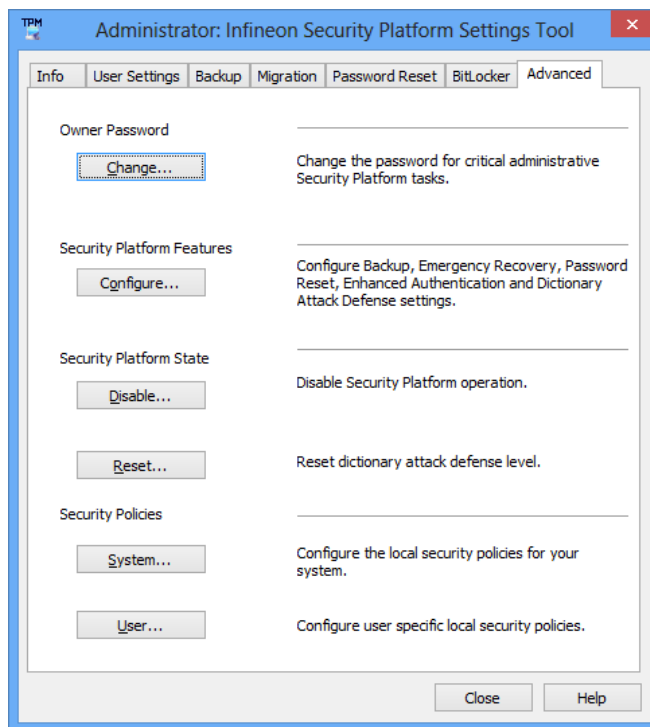 TPM
Administrator: Infineon Security Platform Settings Tool
Info User Settings Backup Migration Password Reset BitLocker Advanced
Owner Password
Change...
Change the password for critical administrative
Security Platform tasks.
Security Platform Features
Configure...
Configure Backup, Emergency Recovery, Password
Reset, Enhanced Authentication and Dictionary
Attack Defense settings.
Security Platform State
Disable...
Disable Security Platform operation.
Reset...
Reset dictionary attack defense level.
Security Policies
System...
Configure the local security policies for your
system.
User...
Configure user specific local security policies.
Close Help